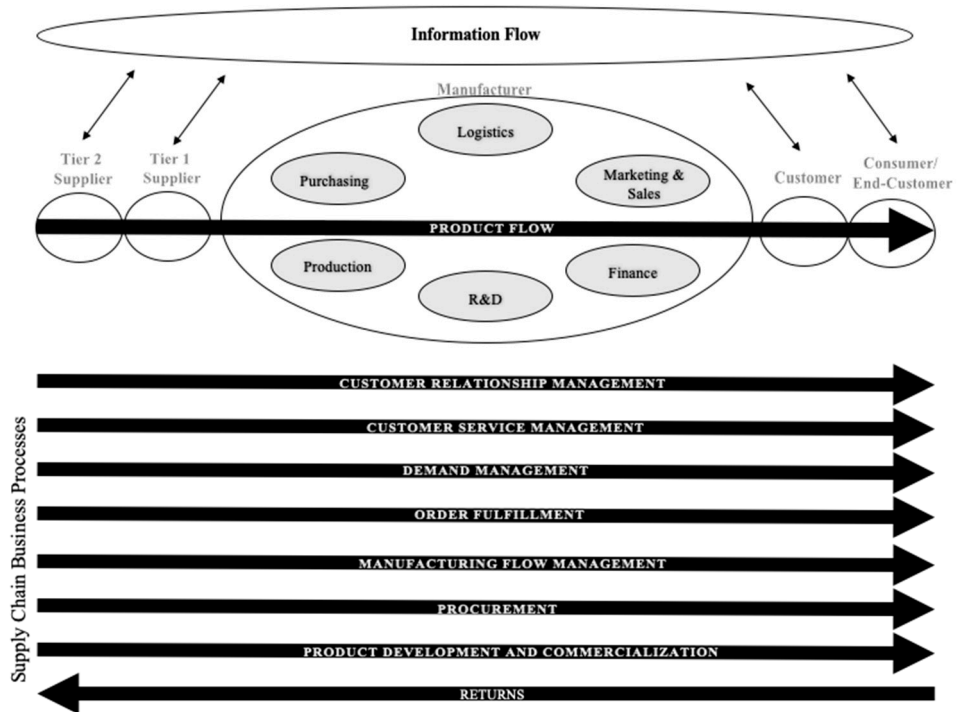 Information Flow
Manufacturer
Logistics
Tier 2
Supplier
Tier 1
Supplier
Purchasing
Marketing &
Sales
Customer
Consumer/
End-Customer
PRODUCT FLOW
Production
R&D
Finance
Supply Chain Business Processes
CUSTOMER RELATIONSHIP MANAGEMENT
CUSTOMER SERVICE MANAGEMENT
DEMAND MANAGEMENT
ORDER FULFILLMENT
MANUFACTURING FLOW MANAGEMENT
PROCUREMENT
PRODUCT DEVELOPMENT AND COMMERCIALIZATION
RETURNS